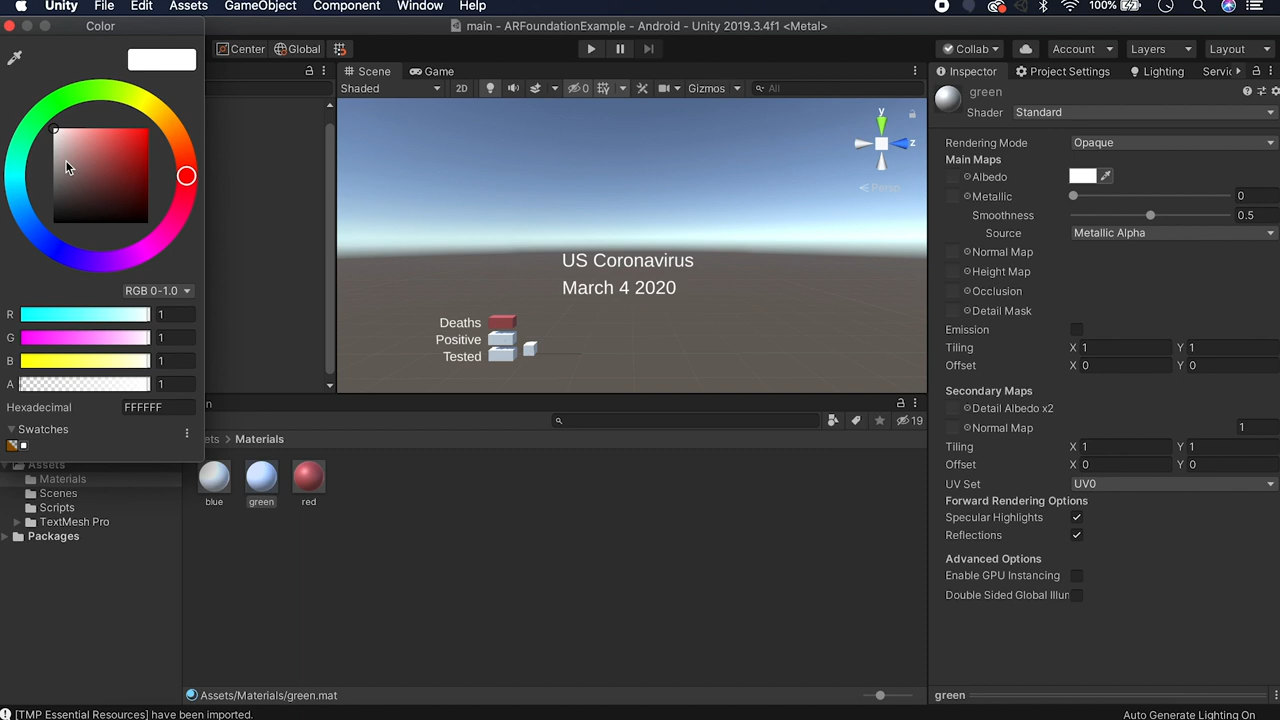 Unity File Edit Assets GameObject Component Window Help 100%
Color
main - ARFoundationExample - Android - Unity 2019.3.4f1 <Metal>
Center Global
Collab Account Layers Layout
Scene Game
Inspector Project Settings Lighting Servic
Shaded 2D 0 Gizmos All
green
Shader Standard
y
z
Persp
Rendering Mode Opaque
Main Maps
Albedo
Metallic 0
Smoothness 0.5
Source Metallic Alpha
Normal Map
Height Map
Occlusion
Detail Mask
Emission
Tiling X 1 Y 1
Offset X 0 Y 0
Secondary Maps
Detail Albedo x2
Normal Map 1
Tiling X 1 Y 1
Offset X 0 Y 0
UV Set UV0
Forward Rendering Options
Specular Highlights
Reflections
Advanced Options
Enable GPU Instancing
Double Sided Global Illun
green
US Coronavirus
March 4 2020
Deaths
Positive
Tested
RGB 0-1.0
R 1
G 1
B 1
A 1
Hexadecimal FFFFFF
Swatches
19
Materials
Assets
Materials
Scenes
Scripts
TextMesh Pro
Packages
blue green red
Assets/Materials/green.mat
[TMP Essential Resources] have been imported.
Auto Generate Lighting On